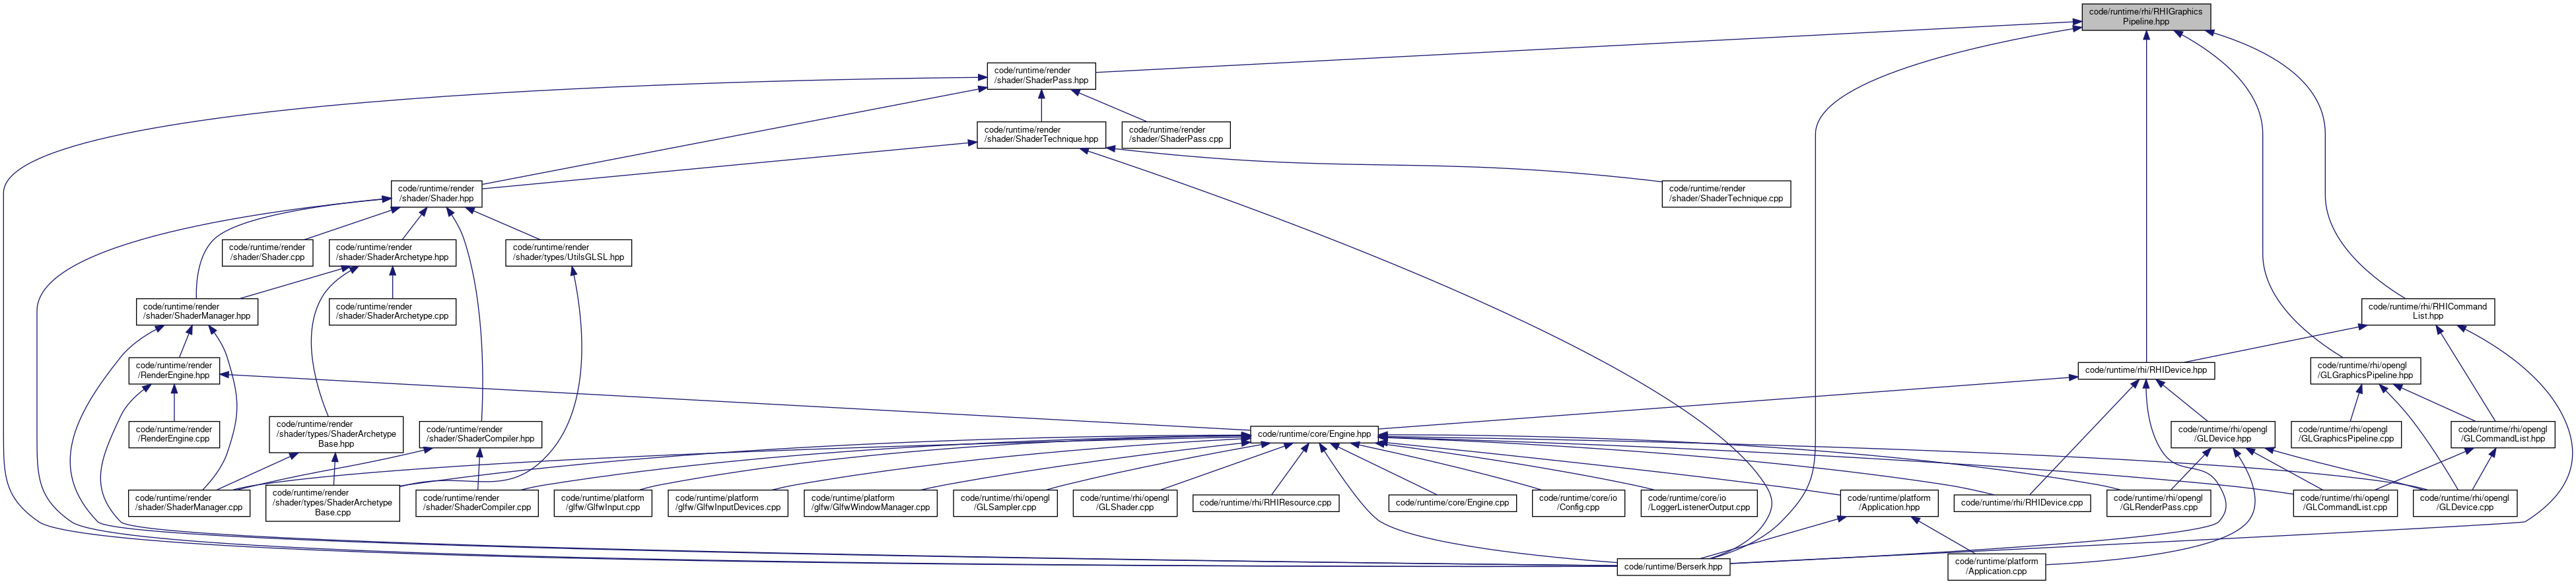 code/runtime/rhi/RHIGraphics
Pipeline.hpp
code/runtime/render
/shader/ShaderPass.hpp
code/runtime/render
/shader/ShaderTechnique.hpp
code/runtime/render
/shader/ShaderPass.cpp
code/runtime/render
/shader/Shader.hpp
code/runtime/render
/shader/ShaderTechnique.cpp
code/runtime/render
/shader/Shader.cpp
code/runtime/render
/shader/ShaderArchetype.hpp
code/runtime/render
/shader/types/UtilsGLSL.hpp
code/runtime/render
/shader/ShaderManager.hpp
code/runtime/render
/shader/ShaderArchetype.cpp
code/runtime/rhi/RHICommand
List.hpp
code/runtime/render
/RenderEngine.hpp
code/runtime/rhi/RHIDevice.hpp
code/runtime/rhi/opengl
/GLGraphicsPipeline.hpp
code/runtime/render
/RenderEngine.cpp
code/runtime/render
/shader/types/ShaderArchetype
Base.hpp
code/runtime/render
/shader/ShaderCompiler.hpp
code/runtime/core/Engine.hpp
code/runtime/rhi/opengl
/GLDevice.hpp
code/runtime/rhi/opengl
/GLGraphicsPipeline.cpp
code/runtime/rhi/opengl
/GLCommandList.hpp
code/runtime/render
/shader/ShaderManager.cpp
code/runtime/render
/shader/types/ShaderArchetype
Base.cpp
code/runtime/render
/shader/ShaderCompiler.cpp
code/runtime/platform
/glfw/GlfwInput.cpp
code/runtime/platform
/glfw/GlfwInputDevices.cpp
code/runtime/platform
/glfw/GlfwWindowManager.cpp
code/runtime/rhi/opengl
/GLSampler.cpp
code/runtime/rhi/opengl
/GLShader.cpp
code/runtime/rhi/RHIResource.cpp
code/runtime/core/Engine.cpp
code/runtime/core/io
/Config.cpp
code/runtime/core/io
/LoggerListenerOutput.cpp
code/runtime/platform
/Application.hpp
code/runtime/rhi/RHIDevice.cpp
code/runtime/rhi/opengl
/GLRenderPass.cpp
code/runtime/rhi/opengl
/GLCommandList.cpp
code/runtime/rhi/opengl
/GLDevice.cpp
code/runtime/Berserk.hpp
code/runtime/platform
/Application.cpp